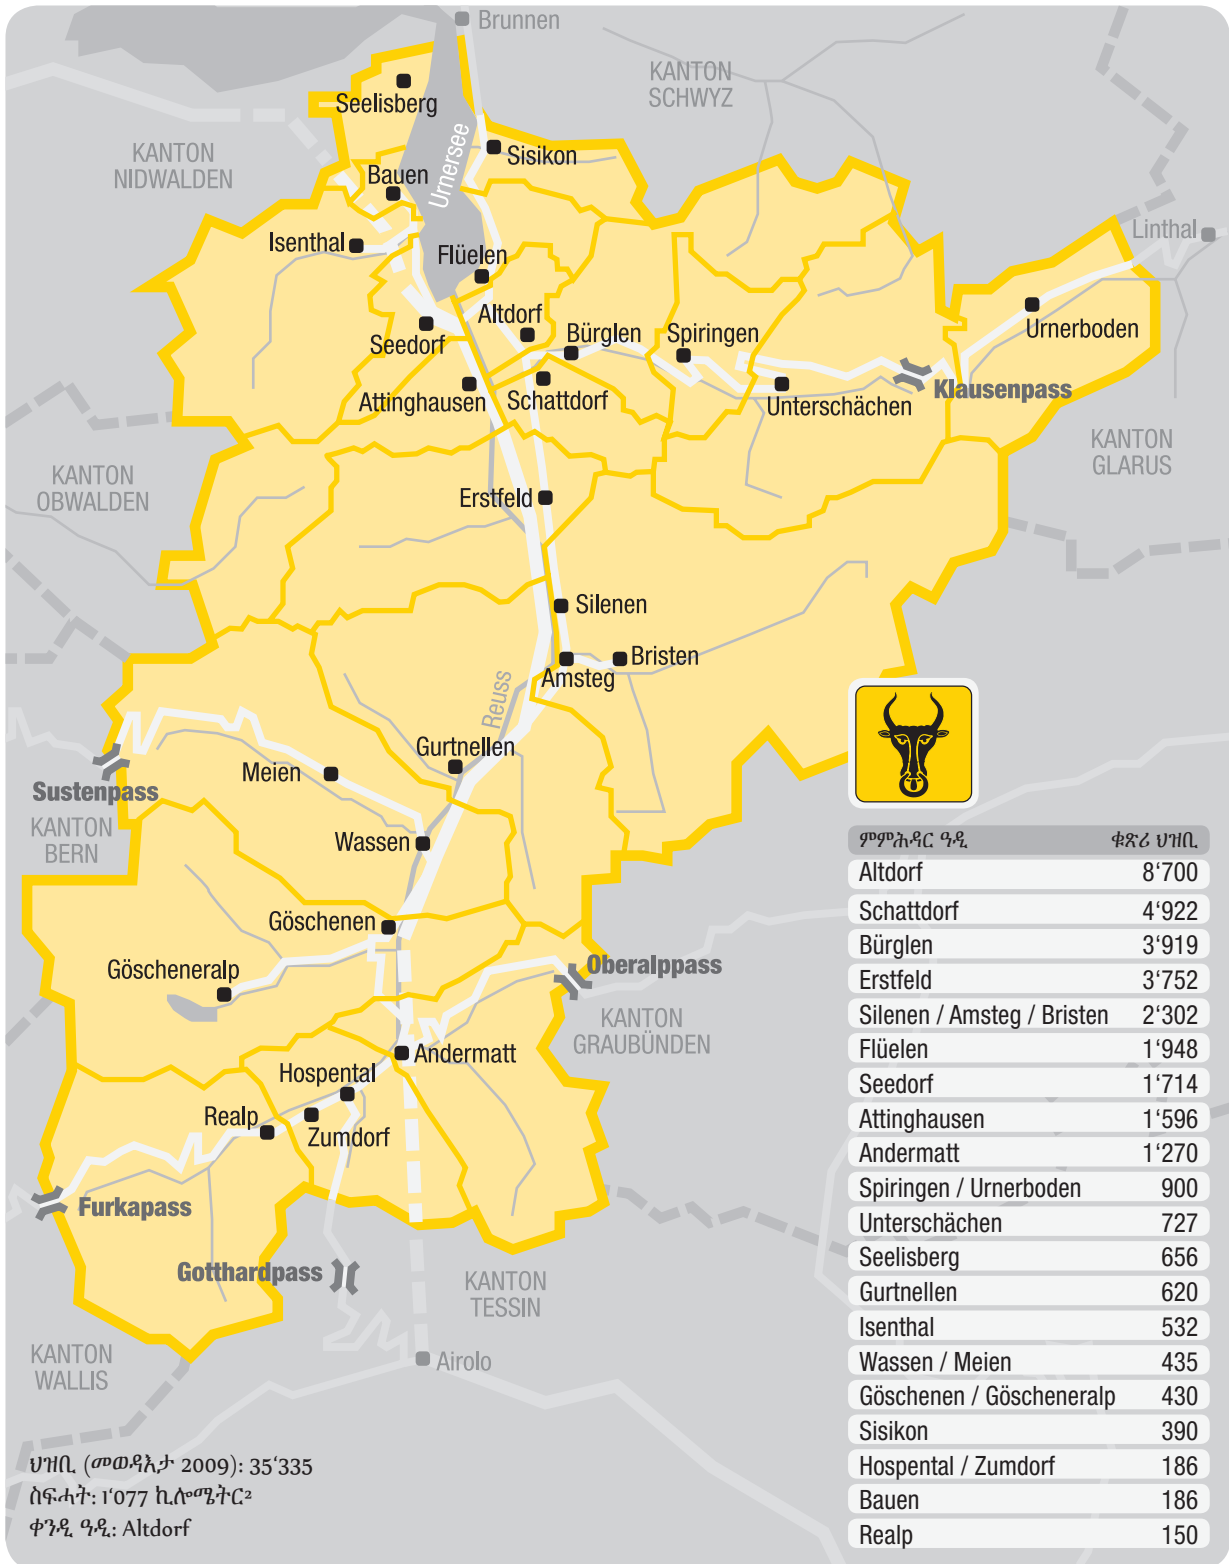 Brunnen
KANTON
SCHWYZ
Seelisberg
KANTON
NIDWALDEN
Urnersee
Sisikon
Bauen
Isenthal
Linthal
Flüelen
Altdorf
Urnerboden
Seedorf
Bürglen
Spiringen
Klausenpass
Attinghausen
Schattdorf
Unterschächen
KANTON
GLARUS
KANTON
OBWALDEN
Erstfeld
Silenen
Amsteg
Bristen
Reuss
Gurtnellen
Meien
Sustenpass
KANTON
BERN
Wassen
Göschenen
Göscheneralp
Oberalppass
KANTON
GRAUBÜNDEN
Andermatt
Hospental
Realp
Zumdorf
Furkapass
Gotthardpass
KANTON
TESSIN
KANTON
WALLIS
Airolo
ምምሕዳር ዓዲ ቁጽሪ ህዝቢ
Altdorf 8‘700
Schattdorf 4‘922
Bürglen 3‘919
Erstfeld 3‘752
Silenen / Amsteg / Bristen 2‘302
Flüelen 1‘948
Seedorf 1‘714
Attinghausen 1‘596
Andermatt 1‘270
Spiringen / Urnerboden 900
Unterschächen 727
Seelisberg 656
Gurtnellen 620
Isenthal 532
Wassen / Meien 435
Göschenen / Göscheneralp 430
Sisikon 390
Hospental / Zumdorf 186
Bauen 186
Realp 150
ህዝቢ (መወዳእታ 2009): 35‘335
ስፍሓት: 1‘077 ኪሎሜትር²
ቀንዲ ዓዲ: Altdorf